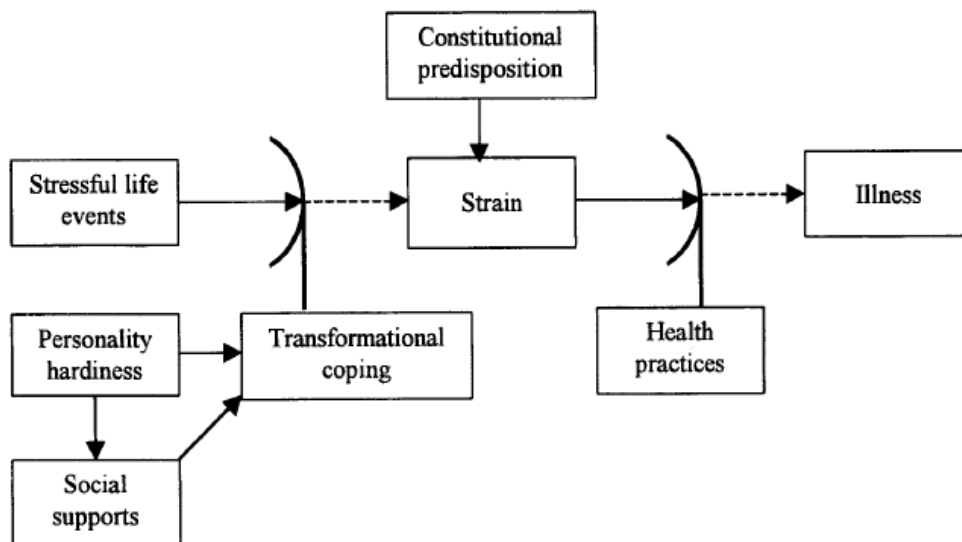 Constitutional
predisposition
Stressful life
events
Strain
Illness
Personality
hardiness
Transformational
coping
Health
practices
Social
supports